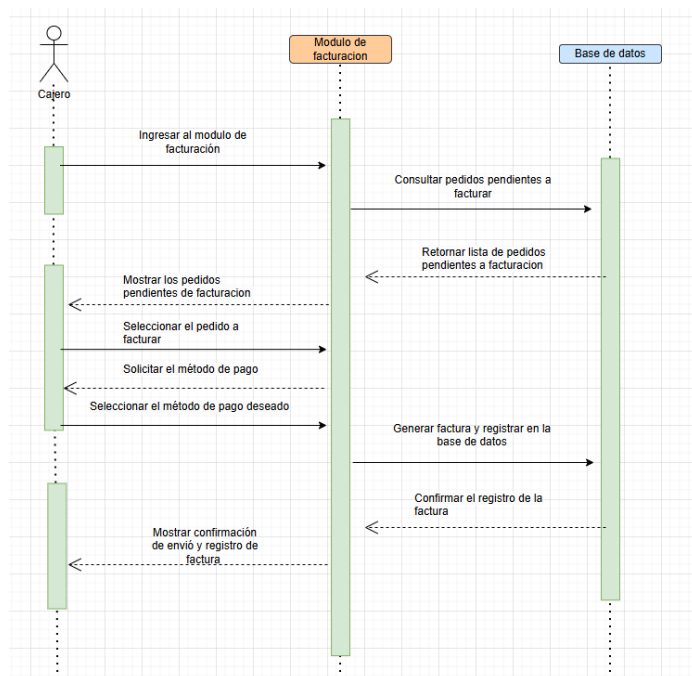 Modulo de
facturacion
Base de datos
Cajero
Ingresar al modulo de
facturación
Consultar pedidos pendientes a
facturar
Retornar lista de pedidos
pendientes a facturacion
Mostrar los pedidos
pendientes de facturacion
Seleccionar el pedido a
facturar
Solicitar el método de pago
Seleccionar el método de pago deseado
Generar factura y registrar en la
base de datos
Confirmar el registro de la
factura
Mostrar confirmación
de envió y registro de
factura